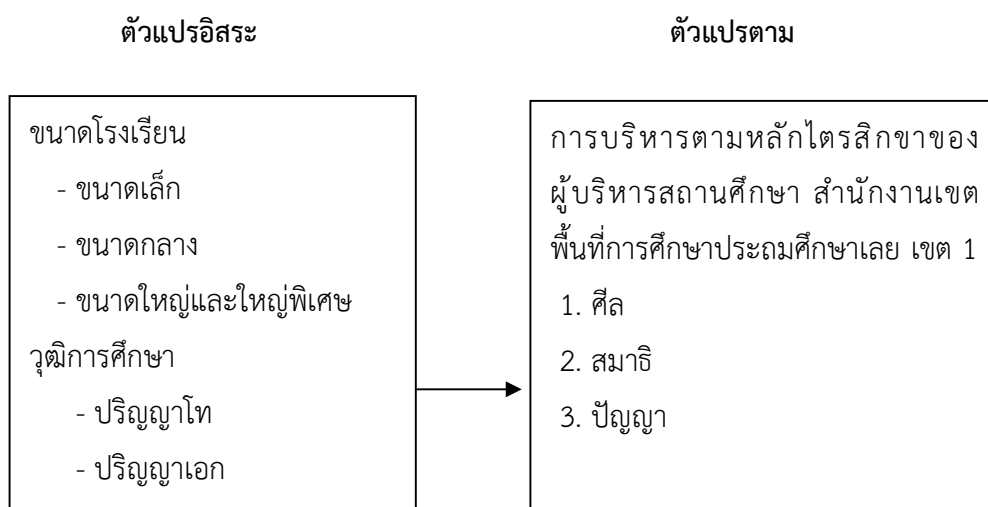 ตัวแปรอิสระ
ตัวแปรตาม
ขนาดโรงเรียน
- ขนาดเล็ก
- ขนาดกลาง
- ขนาดใหญ่และใหญ่พิเศษ
วุฒิการศึกษา
- ปริญญาโท
- ปริญญาเอก
การบริหารตามหลักไตรสิกขาของ
ผู้บริหารสถานศึกษา สำนักงานเขต
พื้นที่การศึกษาประถมศึกษาเลย เขต 1
1. ศีล
2. สมาธิ
3. ปัญญา